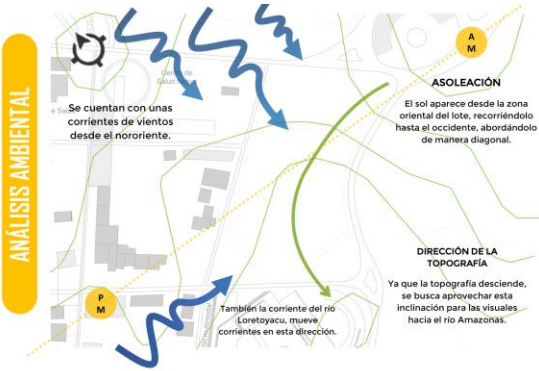 ANÁLISIS AMBIENTAL
Se cuentan con unas
corrientes de vientos
desde el nororiente.
Salud
A
M
ASOLEACIÓN
El sol aparece desde la zona
oriental del lote, recorriéndolo
hasta el occidente, abordándolo
de manera diagonal.
DIRECCIÓN DE LA
TOPOGRAFÍA
Ya que la topografía desciende,
se busca aprovechar esta
inclinación para las visuales
hacia el río Amazonas.
P
M
También la corriente del río
Loretoyacu, mueve
corrientes en esta dirección.